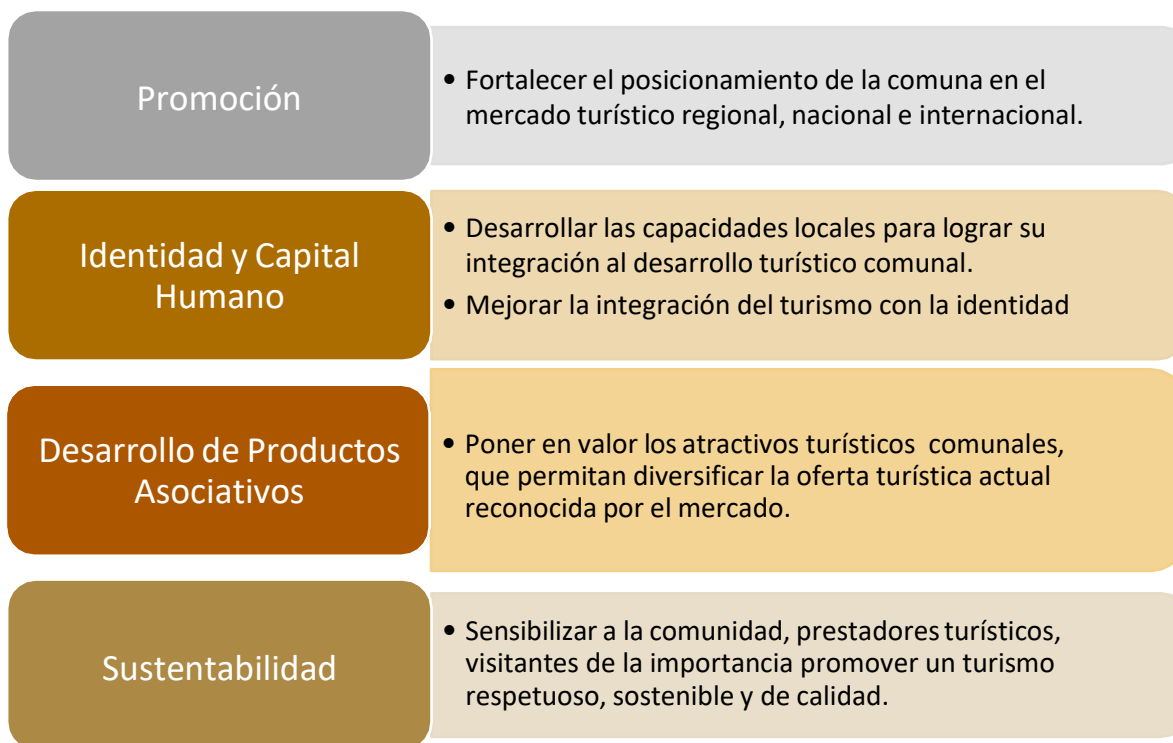 Promoción
• Fortalecer el posicionamiento de la comuna en el
mercado turístico regional, nacional e internacional.
Identidad y Capital
Humano
• Desarrollar las capacidades locales para lograr su
integración al desarrollo turístico comunal.
• Mejorar la integración del turismo con la identidad
Desarrollo de Productos
Asociativos
• Poner en valor los atractivos turísticos comunales,
que permitan diversificar la oferta turística actual
reconocida por el mercado.
Sustentabilidad
• Sensibilizar a la comunidad, prestadores turísticos,
visitantes de la importancia promover un turismo
respetuoso, sostenible y de calidad.